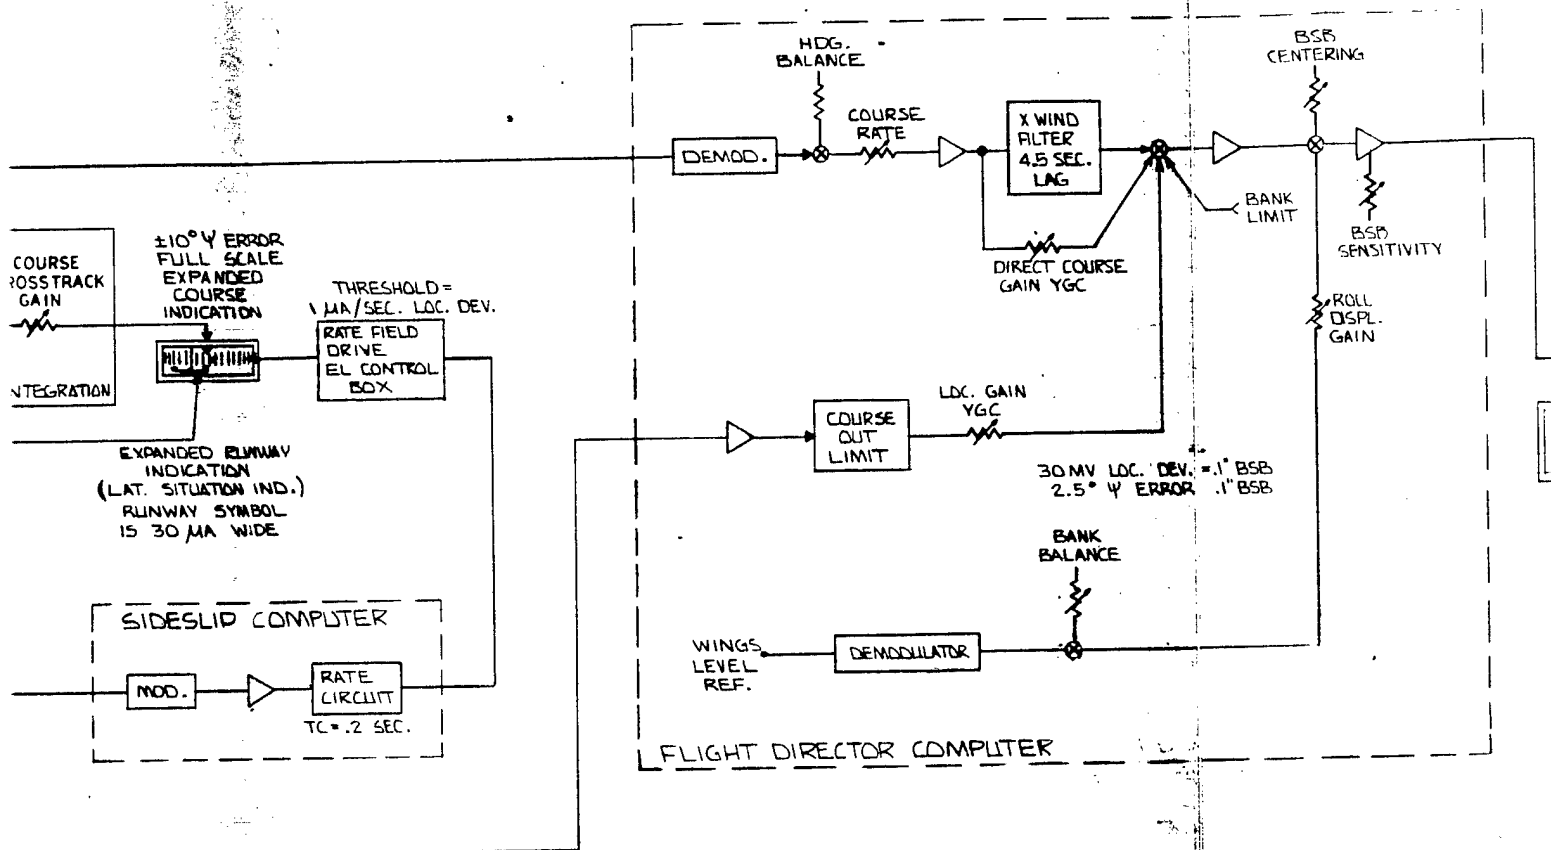 HDG.
BALANCE
BSB
CENTERING
COURSE
RATE
X WIND
FILTER
4.5 SEC.
LAG
DEMOD.
BANK
LIMIT
BSB
SENSITIVITY
DIRECT COURSE
GAIN YGC
COURSE
ROSSTRACK
GAIN
NTEGRATION
±10° Ψ ERROR
FULL SCALE
EXPANDED
COURSE
INDICATION
THRESHOLD =
1 µA/SEC. LOC. DEV.
RATE FIELD
DRIVE
EL CONTROL
BOX
ROLL
DISPL.
GAIN
EXPANDED RUNWAY
INDICATION
(LAT. SITUATION IND.)
RUNWAY SYMBOL
IS 30 µA WIDE
COURSE
OUT
LIMIT
LOC. GAIN
YGC
30 MV LOC. DEV. = .1" BSB
2.5° Ψ ERROR .1" BSB
BANK
BALANCE
WINGS
LEVEL
REF.
DEMODULATOR
SIDESLIP COMPUTER
MOD.
RATE
CIRCUIT
TC = .2 SEC.
FLIGHT DIRECTOR COMPUTER